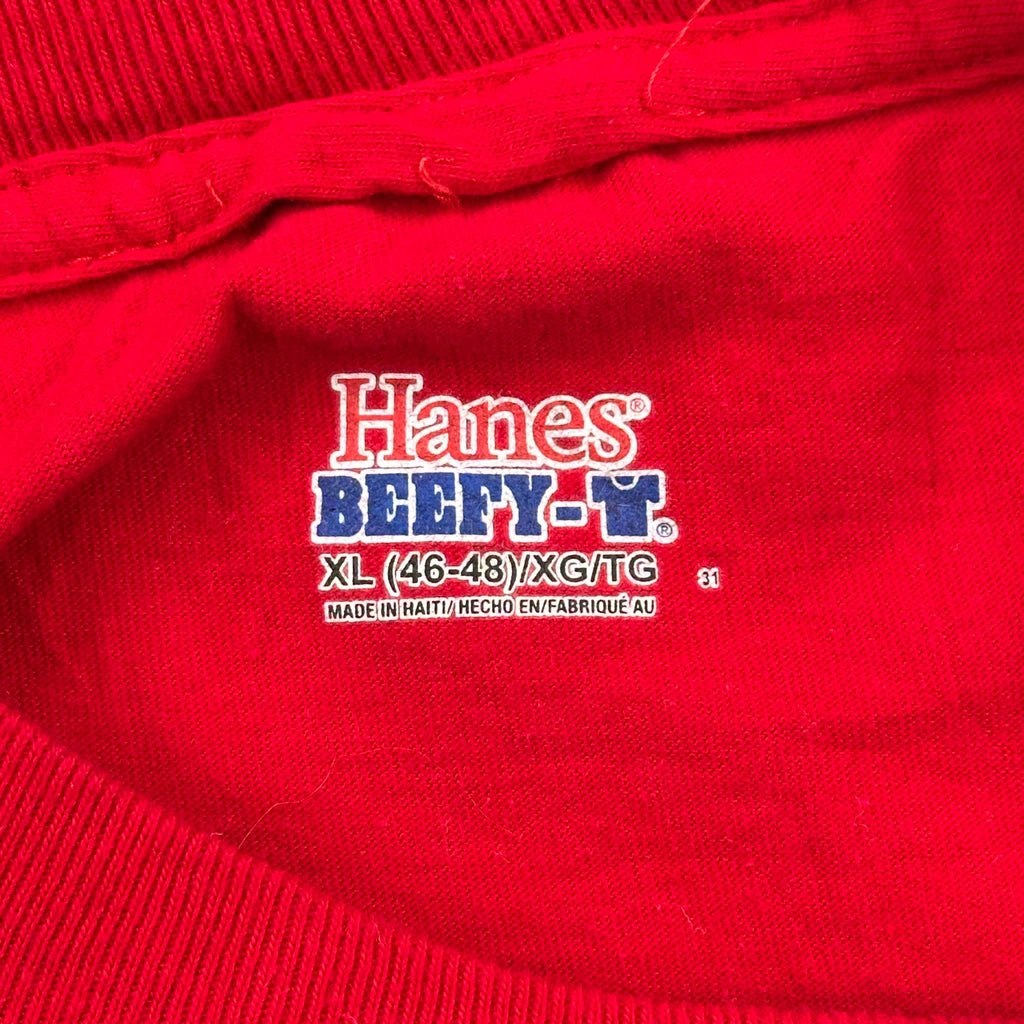 Hanes®
BEEFY-T®
XL (46-48)/XG/TG 31
MADE IN HAITI/ HECHO EN/FABRIQUÉ AU